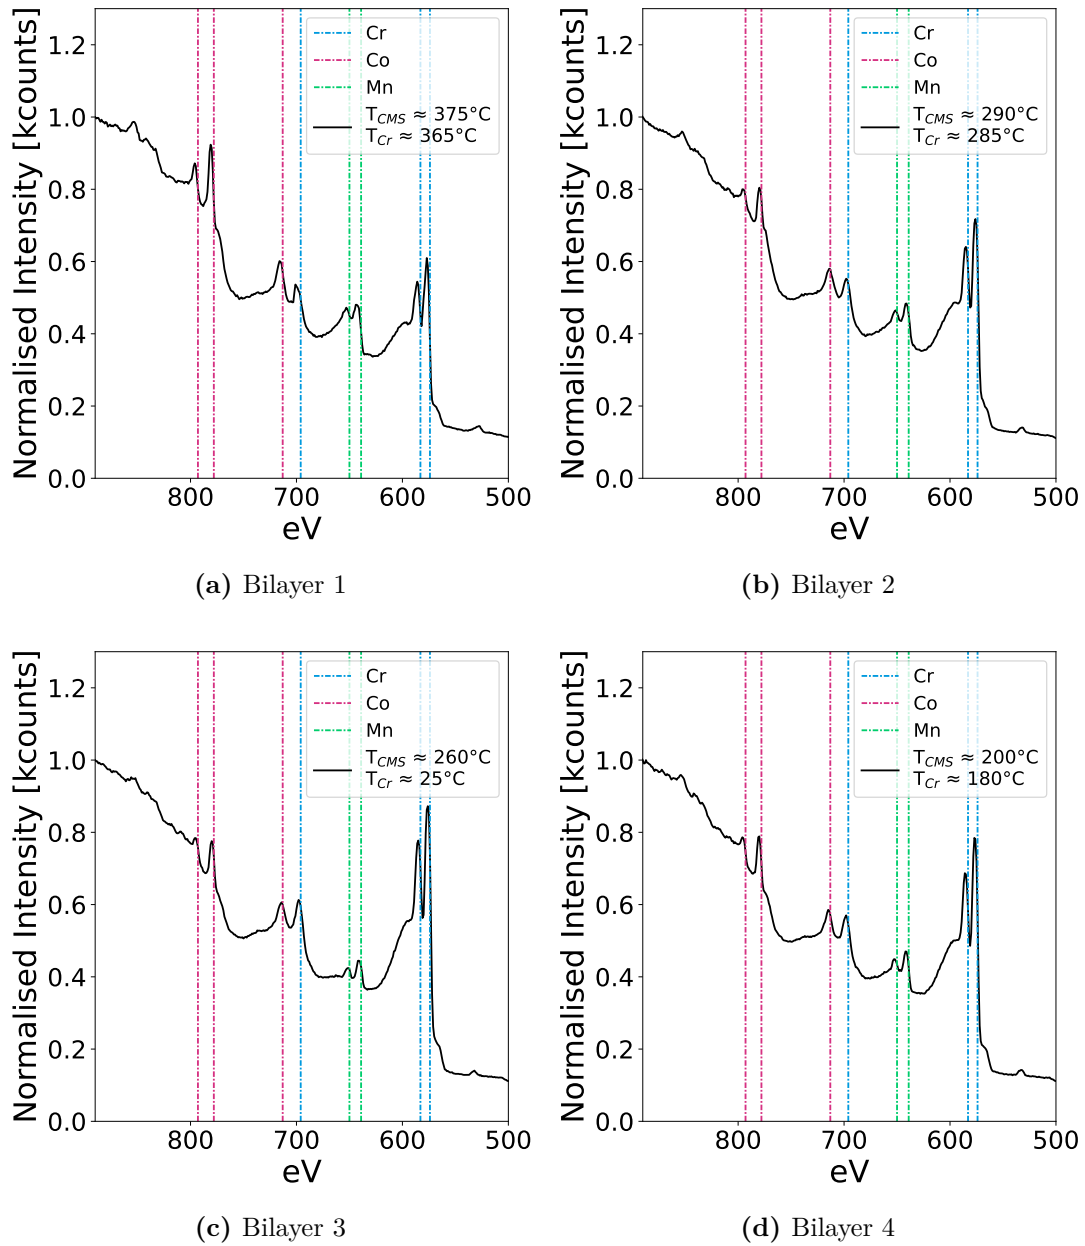 Normalised Intensity [kcounts]
1.2
1.0
0.8
0.6
0.4
0.2
0.0
800 700 600 500
eV
Cr
Co
Mn
T_CMS ≈ 375°C
T_Cr ≈ 365°C
(a) Bilayer 1
Normalised Intensity [kcounts]
1.2
1.0
0.8
0.6
0.4
0.2
0.0
800 700 600 500
eV
Cr
Co
Mn
T_CMS ≈ 290°C
T_Cr ≈ 285°C
(b) Bilayer 2
Normalised Intensity [kcounts]
1.2
1.0
0.8
0.6
0.4
0.2
0.0
800 700 600 500
eV
Cr
Co
Mn
T_CMS ≈ 260°C
T_Cr ≈ 25°C
(c) Bilayer 3
Normalised Intensity [kcounts]
1.2
1.0
0.8
0.6
0.4
0.2
0.0
800 700 600 500
eV
Cr
Co
Mn
T_CMS ≈ 200°C
T_Cr ≈ 180°C
(d) Bilayer 4